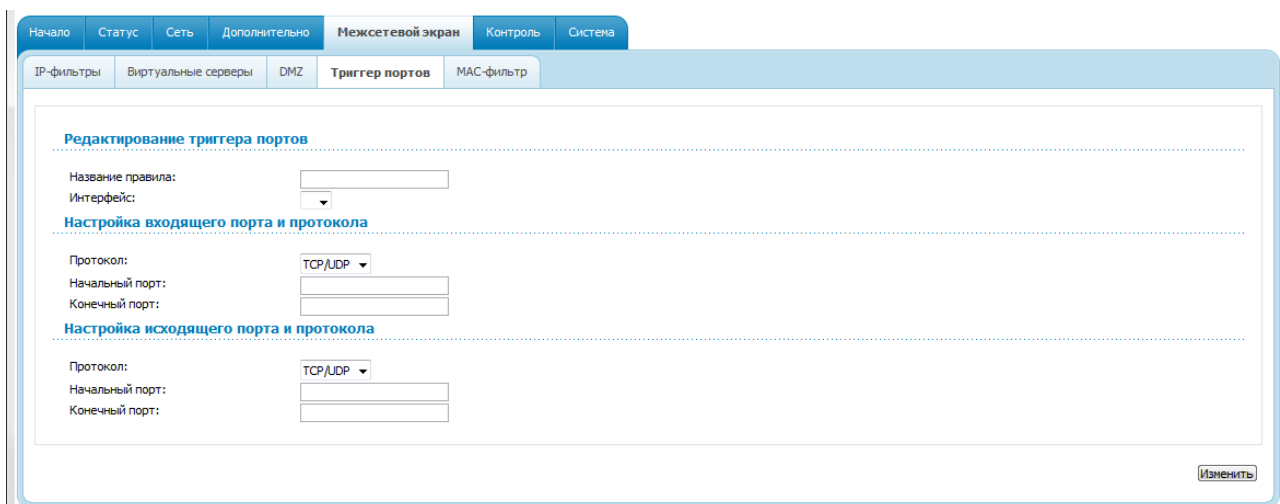 Начало Статус Сеть Дополнительно Межсетевой экран Контроль Система
IP-фильтры Виртуальные серверы DMZ Триггер портов MAC-фильтр
Редактирование триггера портов
Название правила:
Интерфейс:
Настройка входящего порта и протокола
Протокол: TCP/UDP
Начальный порт:
Конечный порт:
Настройка исходящего порта и протокола
Протокол: TCP/UDP
Начальный порт:
Конечный порт:
Изменить